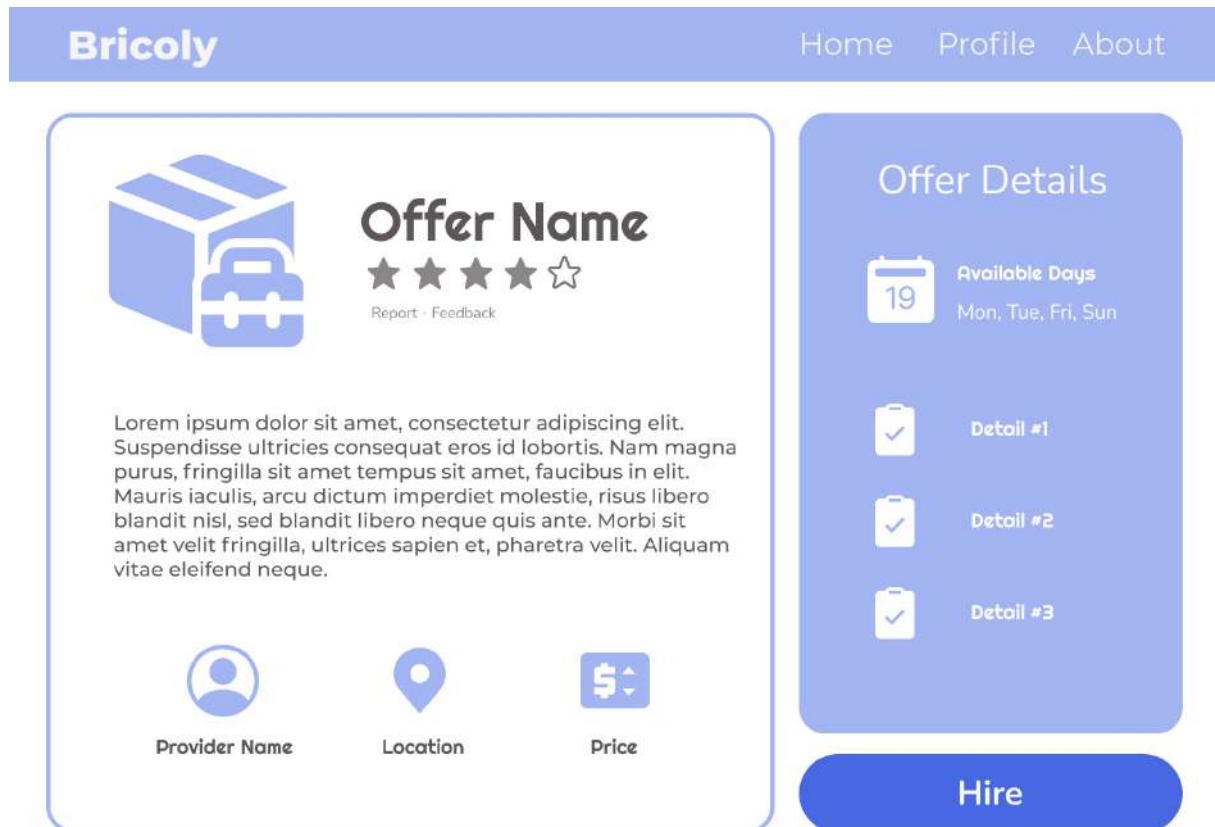 Bricoly
Home Profile About
Offer Name
Report - Feedback
Lorem ipsum dolor sit amet, consectetur adipiscing elit.
Suspendisse ultricies consequat eros id lobortis. Nam magna
purus, fringilla sit amet tempus sit amet, faucibus in elit.
Mauris iaculis, arcu dictum imperdiet molestie, risus libero
blandit nisl, sed blandit libero neque quis ante. Morbi sit
amet velit fringilla, ultrices sapien et, pharetra velit. Aliquam
vitae eleifend neque.
$
Provider Name
Location
Price
Offer Details
19
Available Days
Mon, Tue, Fri, Sun
Detail #1
Detail #2
Detail #3
Hire